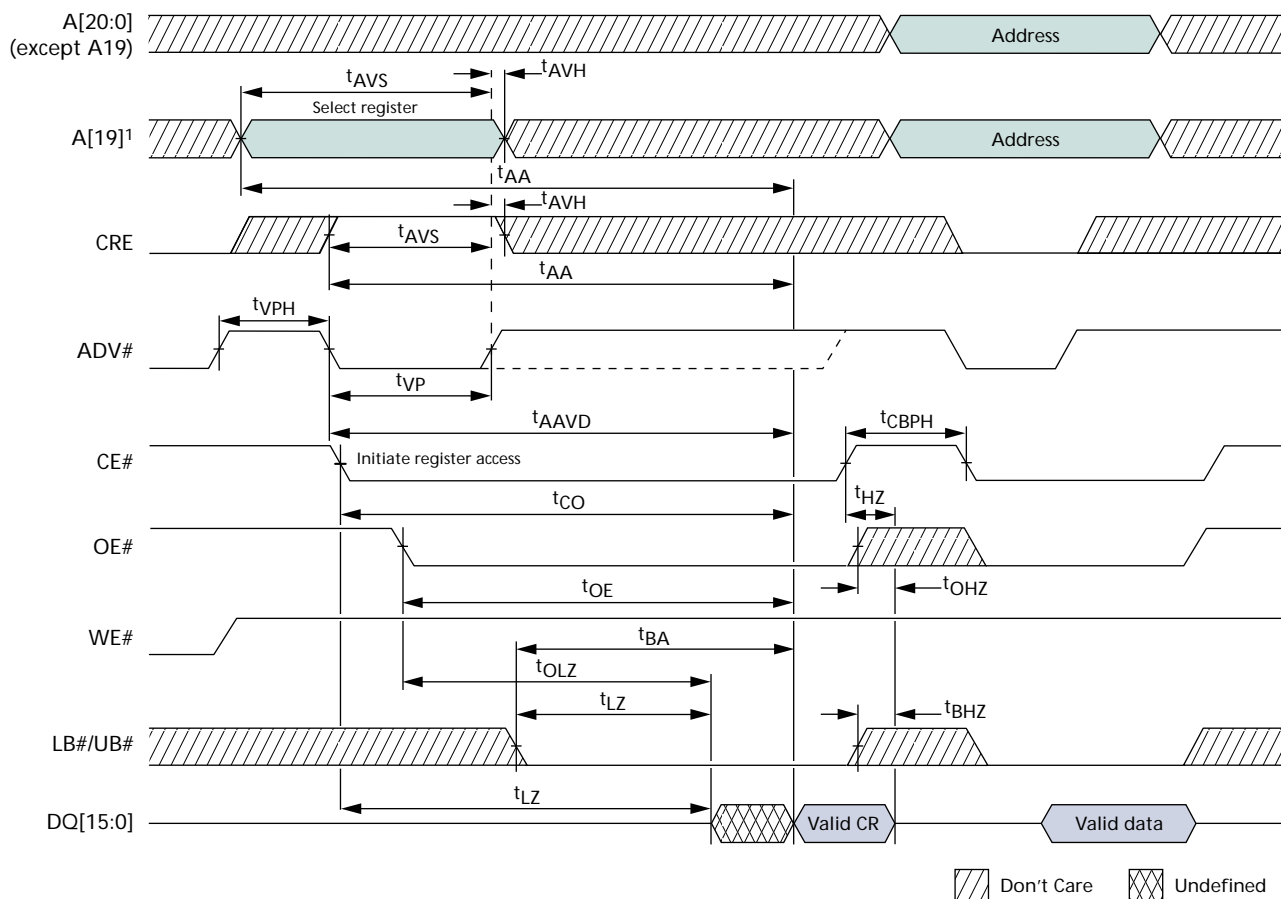 A[20:0]
(except A19)
Address
tAVS
tAVH
Select register
A[19]1
Address
tAA
tAVH
CRE
tAVS
tAA
tVPH
ADV#
tVP
tAAVD
tCBPH
CE#
Initiate register access
tCO
tHZ
OE#
tOE
tOHZ
WE#
tBA
tOLZ
tLZ
tBHZ
LB#/UB#
tLZ
DQ[15:0]
Valid CR
Valid data
Don't Care
Undefined